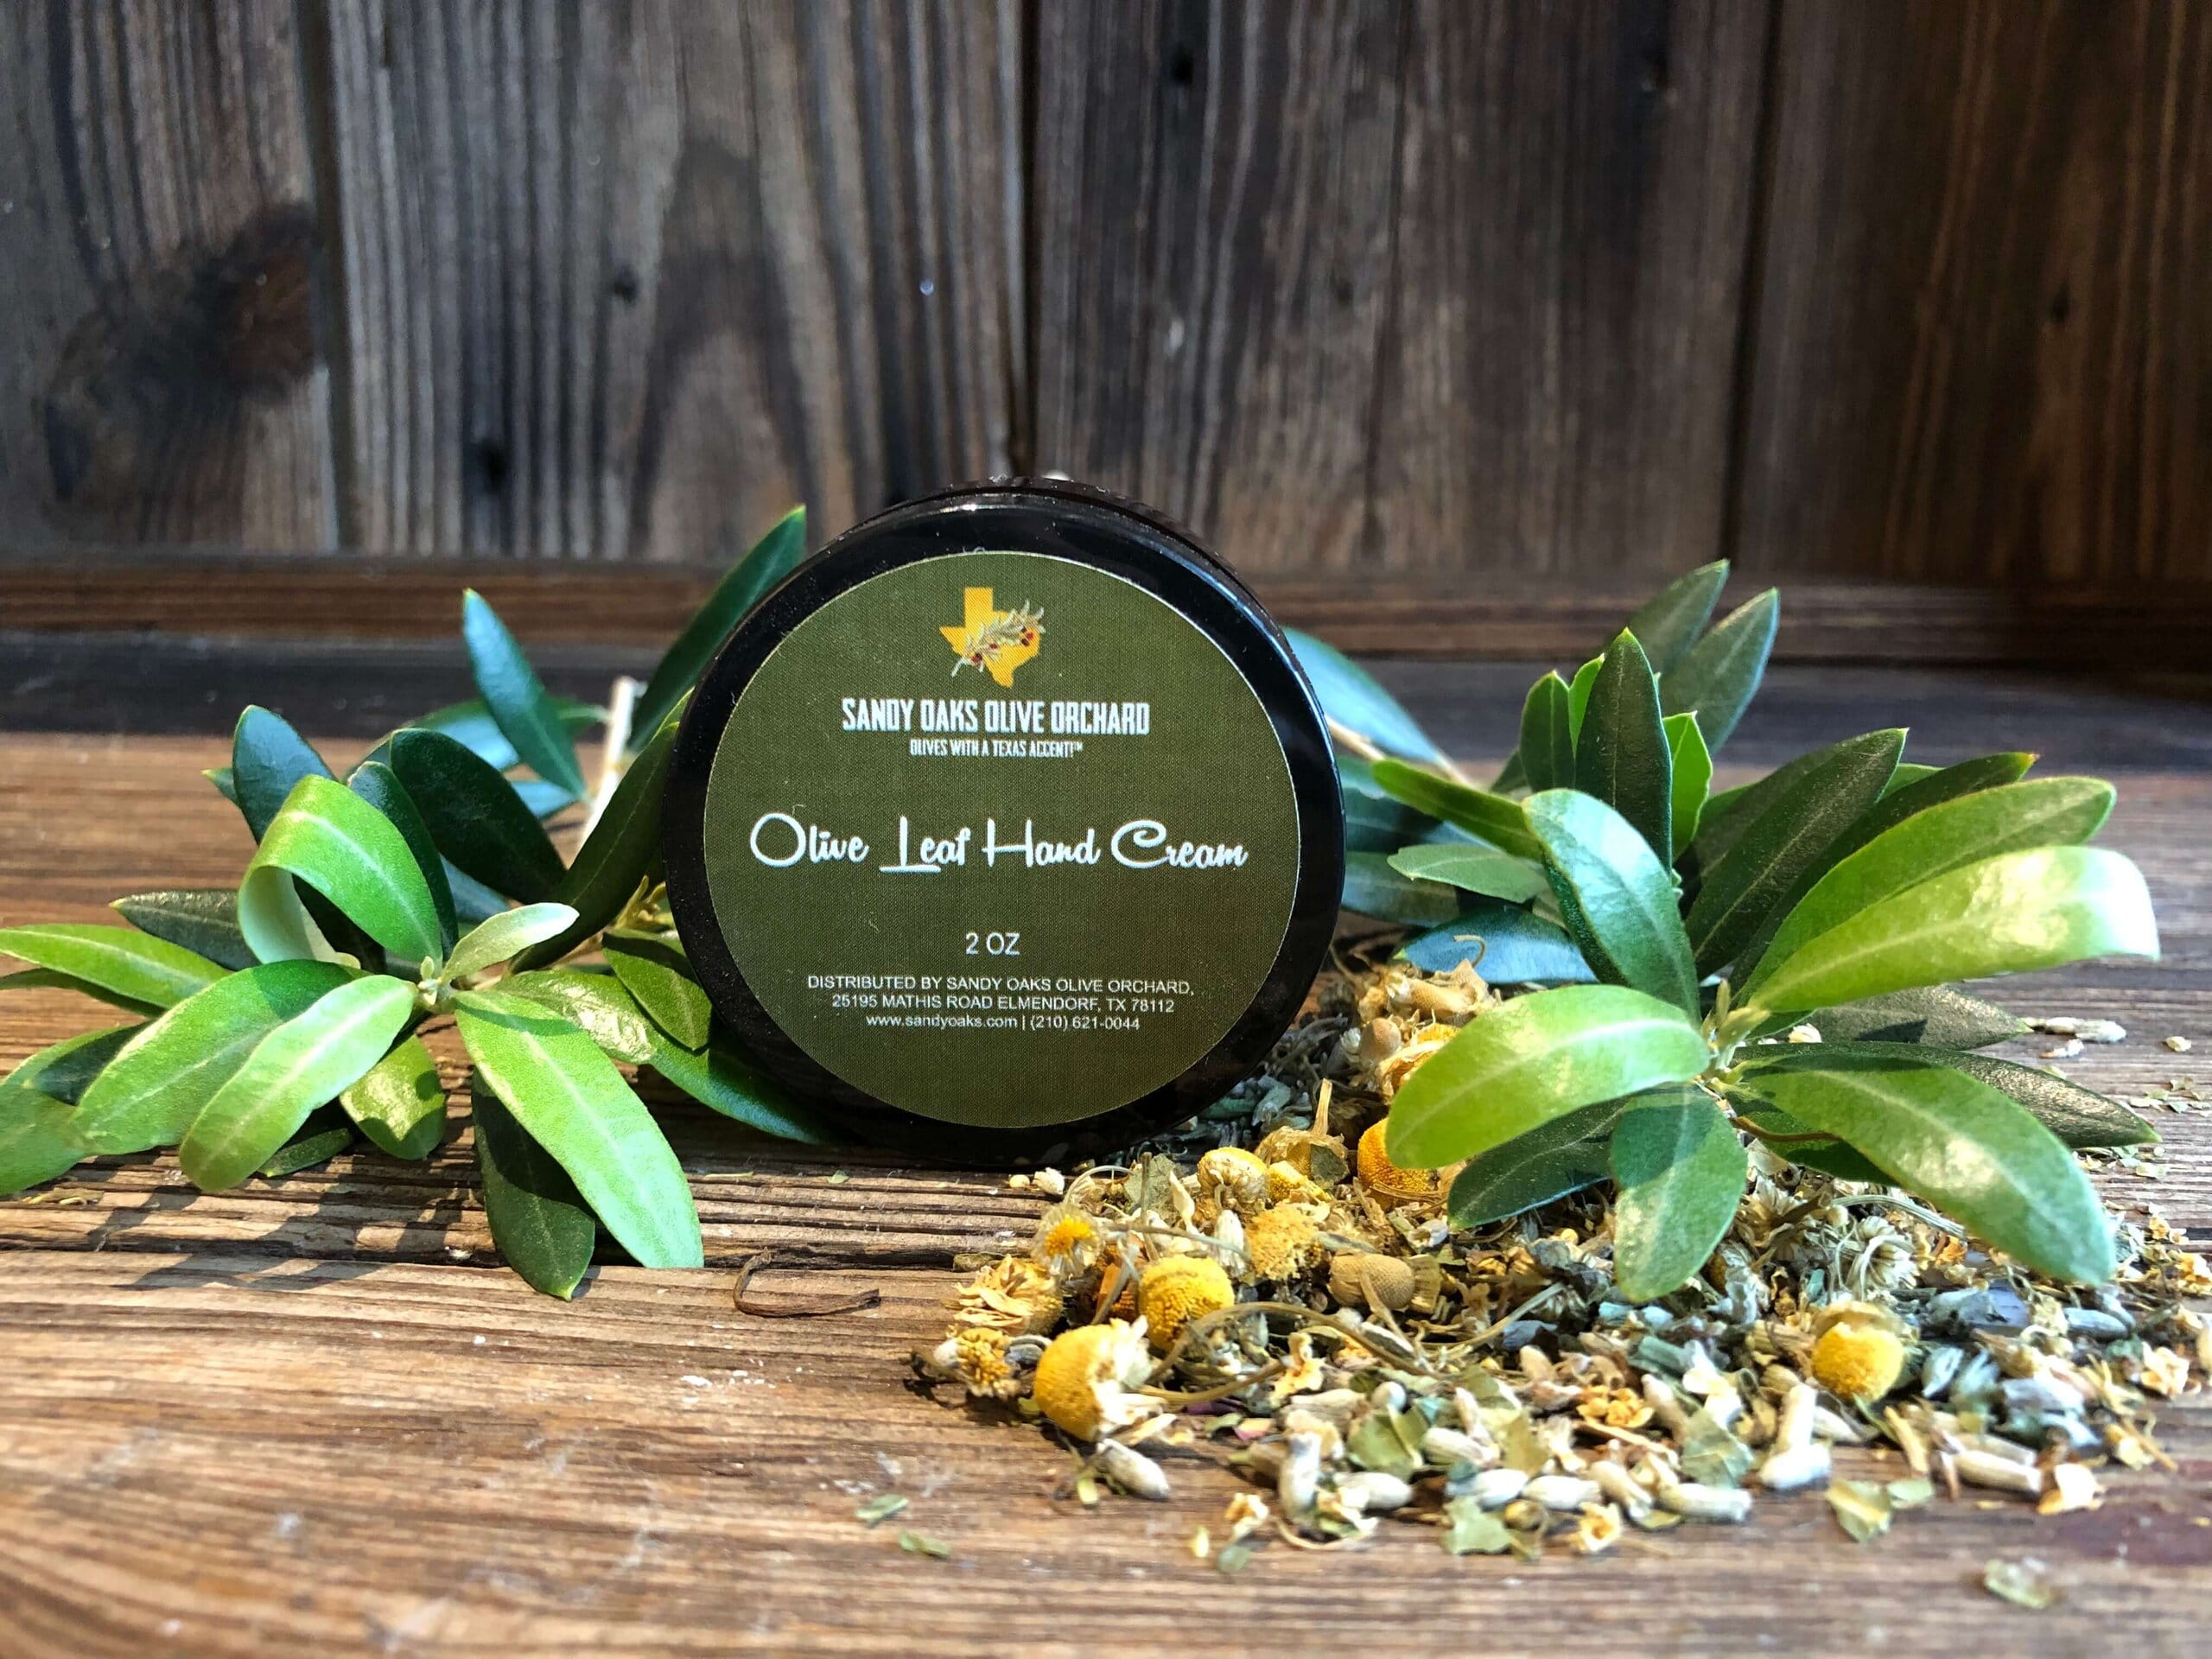 SANDY OAKS OLIVE ORCHARD
OLIVES WITH A TEXAS ACCENT!™
Olive Leaf Hand Cream
2 OZ
DISTRIBUTED BY SANDY OAKS OLIVE ORCHARD,
25195 MATHIS ROAD ELMENDORF, TX 78112
www.sandyoaks.com | (210) 621-0044